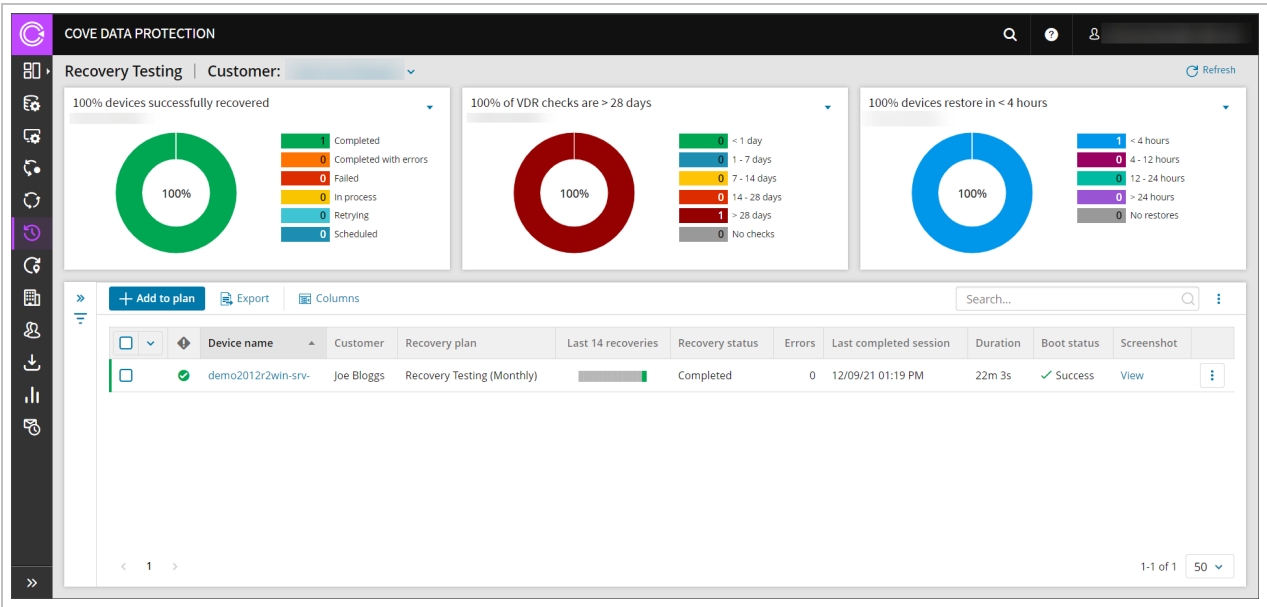 COVE DATA PROTECTION
Recovery Testing | Customer:
Refresh
100% devices successfully recovered
100%
1 Completed
0 Completed with errors
0 Failed
0 In process
0 Retrying
0 Scheduled
100% of VDR checks are > 28 days
100%
0 < 1 day
0 1 - 7 days
0 7 - 14 days
0 14 - 28 days
1 > 28 days
0 No checks
100% devices restore in < 4 hours
100%
1 < 4 hours
0 4 - 12 hours
0 12 - 24 hours
0 > 24 hours
0 No restores
+ Add to plan Export Columns Search...
Device name Customer Recovery plan Last 14 recoveries Recovery status Errors Last completed session Duration Boot status Screenshot
demo2012r2win-srv- Joe Bloggs Recovery Testing (Monthly) Completed 0 12/09/21 01:19 PM 22m 3s Success View
< 1 > 1-1 of 1 50